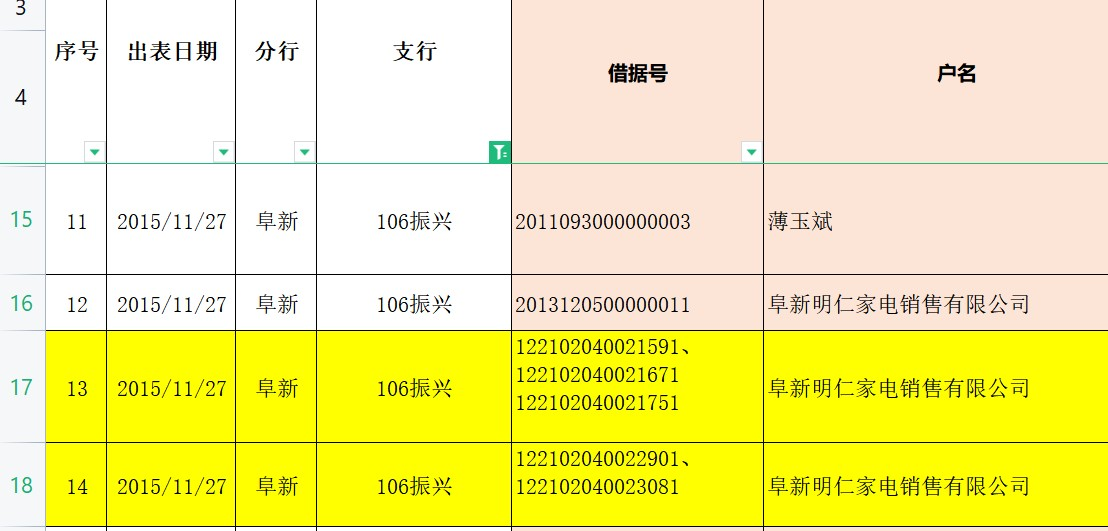 3
4
序号 出表日期 分行 支行 借据号 户名
15 11 2015/11/27 阜新 106振兴 2011093000000003 薄玉斌
16 12 2015/11/27 阜新 106振兴 2013120500000011 阜新明仁家电销售有限公司
17 13 2015/11/27 阜新 106振兴 122102040021591、
122102040021671
122102040021751
阜新明仁家电销售有限公司
18 14 2015/11/27 阜新 106振兴 122102040022901、
122102040023081
阜新明仁家电销售有限公司